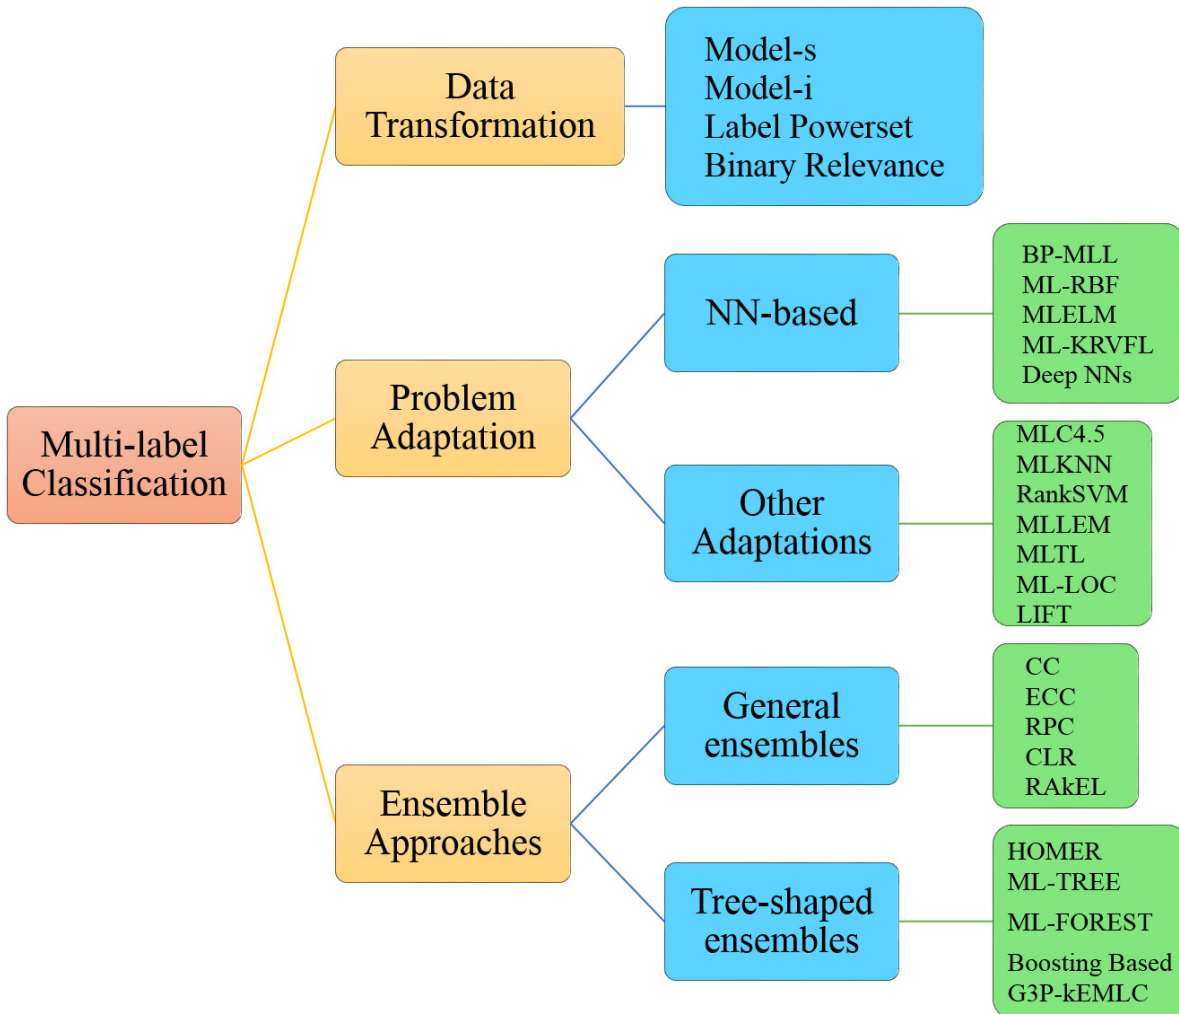 Multi-label
Classification
Data
Transformation
Model-s
Model-i
Label Powerset
Binary Relevance
Problem
Adaptation
NN-based
BP-MLL
ML-RBF
MLELM
ML-KRVFL
Deep NNs
Other
Adaptations
MLC4.5
MLKNN
RankSVM
MLLEM
MLTL
ML-LOC
LIFT
Ensemble
Approaches
General
ensembles
CC
ECC
RPC
CLR
RAkEL
Tree-shaped
ensembles
HOMER
ML-TREE
ML-FOREST
Boosting Based
G3P-kEMLC